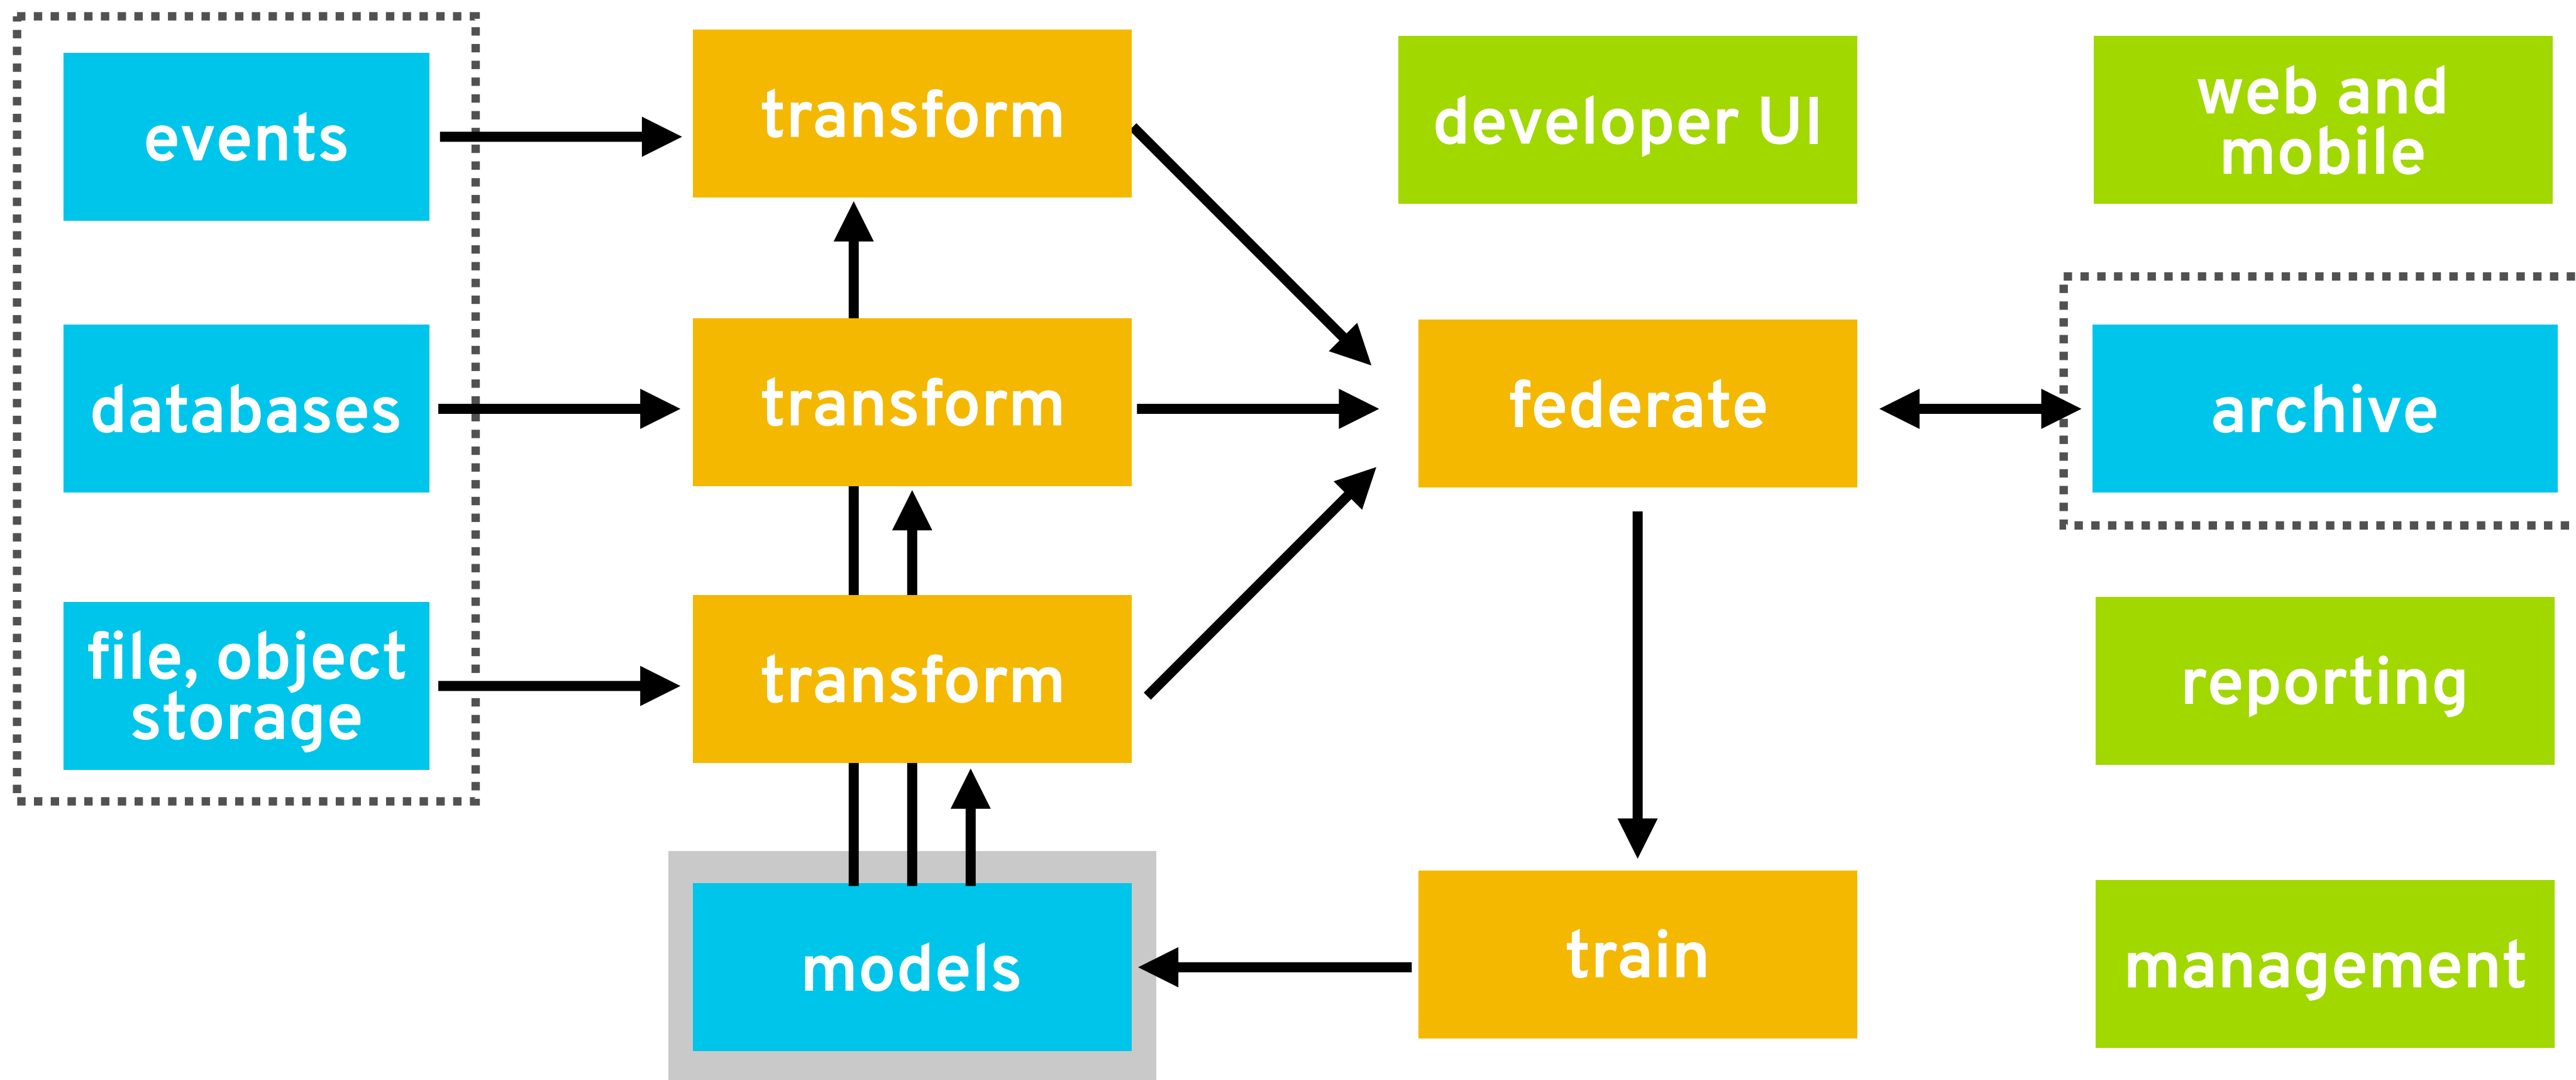 events
transform
developer UI
web and
mobile
databases
transform
federate
archive
file, object
storage
transform
reporting
models
train
management